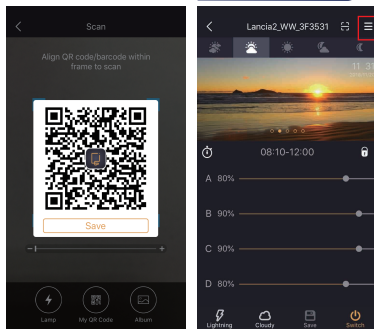 Scan
Align QR code/barcode within
frame to scan
Save
Lamp
My QR Code
Album
Lancia2_WW_3F3531
08:10-12:00
A 80%
B 90%
C 90%
D 80%
Lightning
Cloudy
Save
Switch